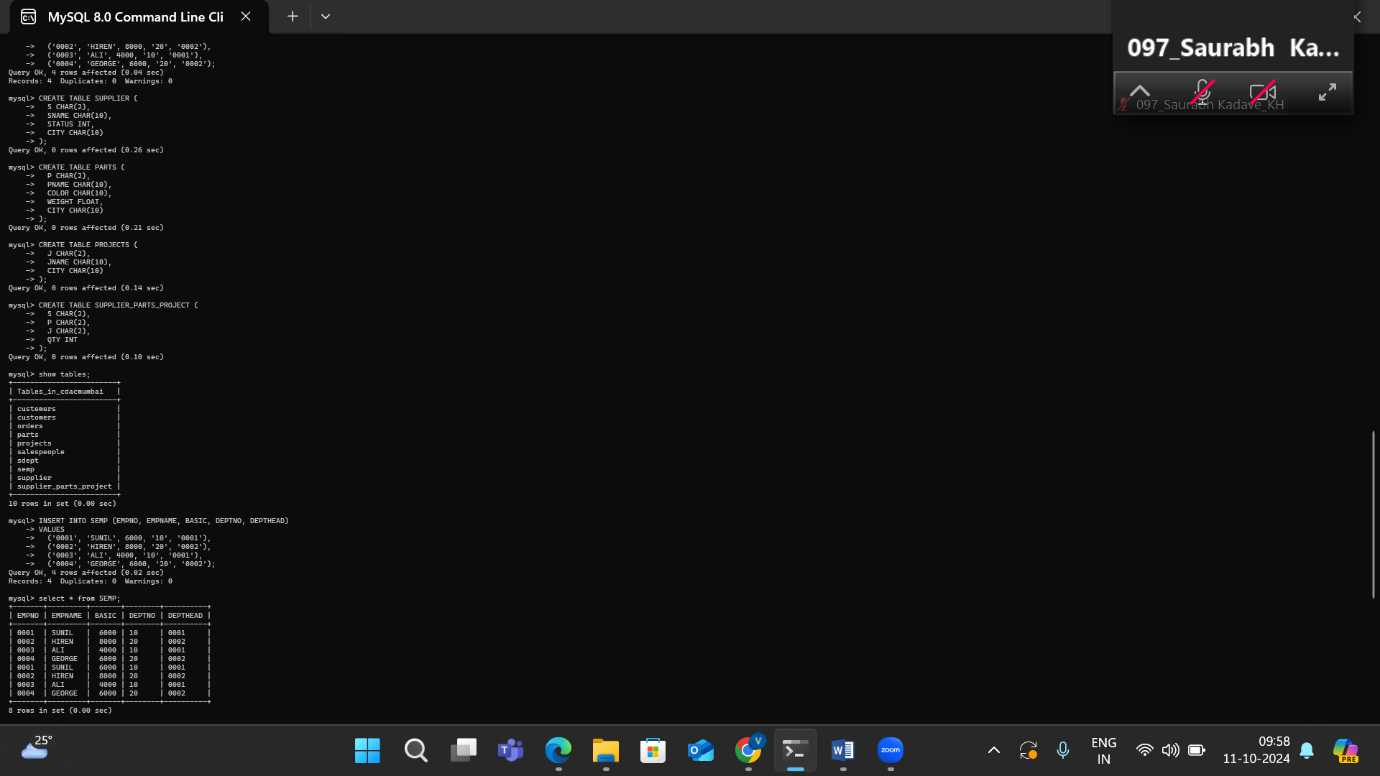 MySQL 8.0 Command Line Cli
097_Saurabh Ka...
097_Saurabh Kadave_KH
    ->   ('0002', 'HIREN', 8000, '20', '0002'),
    ->   ('0003', 'ALI', 4000, '10', '0001'),
    ->   ('0004', 'GEORGE', 6000, '20', '0002');
Query OK, 4 rows affected (0.04 sec)
Records: 4  Duplicates: 0  Warnings: 0
mysql> CREATE TABLE SUPPLIER (
    ->   S CHAR(2),
    ->   SNAME CHAR(10),
    ->   STATUS INT,
    ->   CITY CHAR(10)
    -> );
Query OK, 0 rows affected (0.26 sec)
mysql> CREATE TABLE PARTS (
    ->   P CHAR(2),
    ->   PNAME CHAR(10),
    ->   COLOR CHAR(10),
    ->   WEIGHT FLOAT,
    ->   CITY CHAR(10)
    -> );
Query OK, 0 rows affected (0.21 sec)
mysql> CREATE TABLE PROJECTS (
    ->   J CHAR(2),
    ->   JNAME CHAR(10),
    ->   CITY CHAR(10)
    -> );
Query OK, 0 rows affected (0.14 sec)
mysql> CREATE TABLE SUPPLIER_PARTS_PROJECT (
    ->   S CHAR(2),
    ->   P CHAR(2),
    ->   J CHAR(2),
    ->   QTY INT
    -> );
Query OK, 0 rows affected (0.10 sec)
mysql> show tables;
+------------------------+
| Tables_in_cdacmumbai   |
+------------------------+
| custemers              |
| customers              |
| orders                 |
| parts                  |
| projects               |
| salespeople            |
| sdept                  |
| semp                   |
| supplier               |
| supplier_parts_project |
+------------------------+
10 rows in set (0.00 sec)
mysql> INSERT INTO SEMP (EMPNO, EMPNAME, BASIC, DEPTNO, DEPTHEAD)
    -> VALUES
    ->   ('0001', 'SUNIL', 6000, '10', '0001'),
    ->   ('0002', 'HIREN', 8000, '20', '0002'),
    ->   ('0003', 'ALI', 4000, '10', '0001'),
    ->   ('0004', 'GEORGE', 6000, '20', '0002');
Query OK, 4 rows affected (0.02 sec)
Records: 4  Duplicates: 0  Warnings: 0
mysql> select * from SEMP;
+-------+---------+-------+--------+----------+
| EMPNO | EMPNAME | BASIC | DEPTNO | DEPTHEAD |
+-------+---------+-------+--------+----------+
| 0001  | SUNIL   |  6000 | 10     | 0001     |
| 0002  | HIREN   |  8000 | 20     | 0002     |
| 0003  | ALI     |  4000 | 10     | 0001     |
| 0004  | GEORGE  |  6000 | 20     | 0002     |
| 0001  | SUNIL   |  6000 | 10     | 0001     |
| 0002  | HIREN   |  8000 | 20     | 0002     |
| 0003  | ALI     |  4000 | 10     | 0001     |
| 0004  | GEORGE  |  6000 | 20     | 0002     |
+-------+---------+-------+--------+----------+
8 rows in set (0.00 sec)
25°
V
zoom
ENG
IN
09:58
11-10-2024
PRE